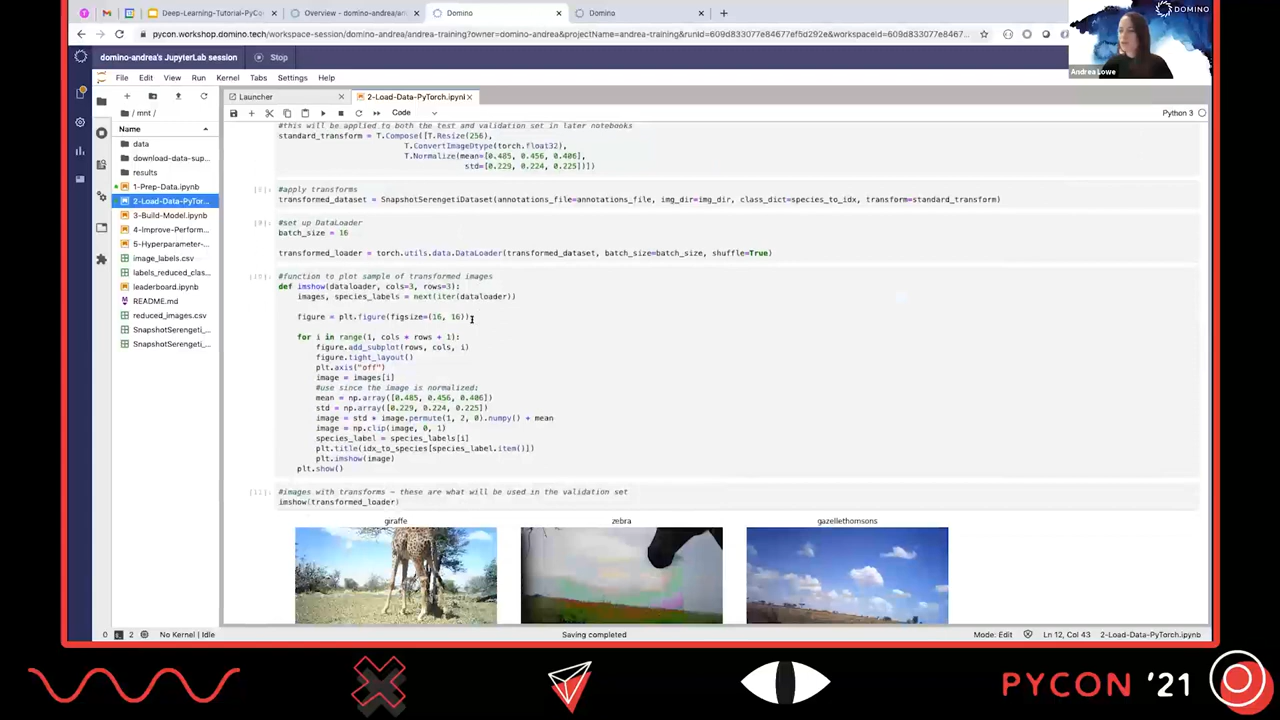 Deep-Learning-Tutorial-PyCo
Overview - domino-andrea/an
Domino
Domino
DOMINO
pycon.workshop.domino.tech/workspace-session/domino-andrea/andrea-training?owner=domino-andrea&projectName=andrea-training&runId=609d833077e84677ef5d292e&workspaceId=609d833077e8467...
Andrea Lowe
domino-andrea's JupyterLab session
Stop
File Edit View Run Kernel Tabs Settings Help
Launcher
2-Load-Data-PyTorch.ipynb
/ mnt /
Code
Python 3
Name
data
download-data-sup...
results
1-Prep-Data.ipynb
2-Load-Data-PyTor...
3-Build-Model.ipynb
4-Improve-Perform...
5-Hyperparameter-...
image_labels.csv
labels_reduced_clas...
leaderboard.ipynb
README.md
reduced_images.csv
SnapshotSerengeti_...
SnapshotSerengeti_...
#this will be applied to both the test and validation set in later notebooks
standard_transform = T.Compose([T.Resize(256),
T.ConvertImageDtype(torch.float32),
T.Normalize(mean=[0.485, 0.456, 0.406],
std=[0.229, 0.224, 0.225])])
#apply transforms
transformed_dataset = SnapshotSerengetiDataset(annotations_file=annotations_file, img_dir=img_dir, class_dict=species_to_idx, transform=standard_transform)
[9]:
#set up DataLoader
batch_size = 16
transformed_loader = torch.utils.data.DataLoader(transformed_dataset, batch_size=batch_size, shuffle=True)
[10]:
#function to plot sample of transformed images
def imshow(dataloader, cols=3, rows=3):
images, species_labels = next(iter(dataloader))
figure = plt.figure(figsize=(16, 16))
for i in range(1, cols * rows + 1):
figure.add_subplot(rows, cols, i)
figure.tight_layout()
plt.axis("off")
image = images[i]
#use since the image is normalized;
mean = np.array([0.485, 0.456, 0.406])
std = np.array([0.229, 0.224, 0.225])
image = std * image.permute(1, 2, 0).numpy() + mean
image = np.clip(image, 0, 1)
species_label = species_labels[i]
plt.title(idx_to_species[species_label.item()])
plt.imshow(image)
plt.show()
[11]:
#images with transforms – these are what will be used in the validation set
imshow(transformed_loader)
giraffe
zebra
gazellethomsons
0
2
No Kernel | Idle
Saving completed
Mode: Edit
Ln 12, Col 43
2-Load-Data-PyTorch.ipynb
PYCON '21